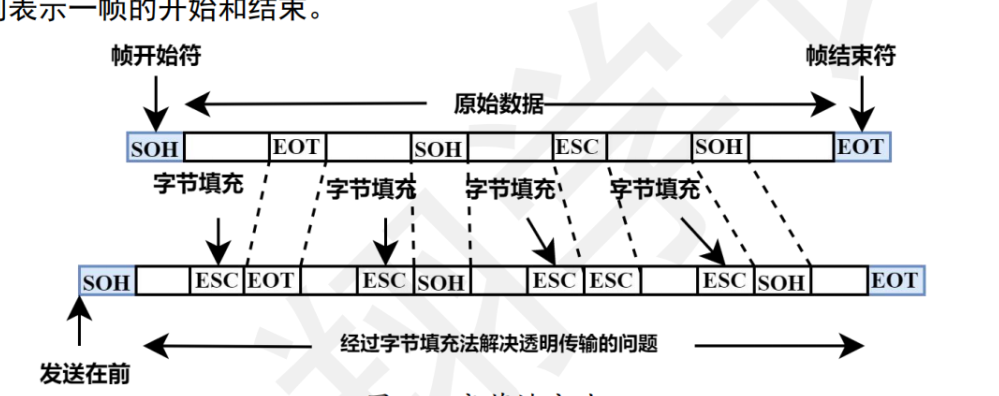 表示一帧的开始和结束。
帧开始符 帧结束符
原始数据
SOH EOT SOH ESC SOH EOT
字节填充 字节填充 字节填充 字节填充
SOH ESC EOT ESC SOH ESC ESC ESC SOH EOT
经过字节填充法解决透明传输的问题
发送在前